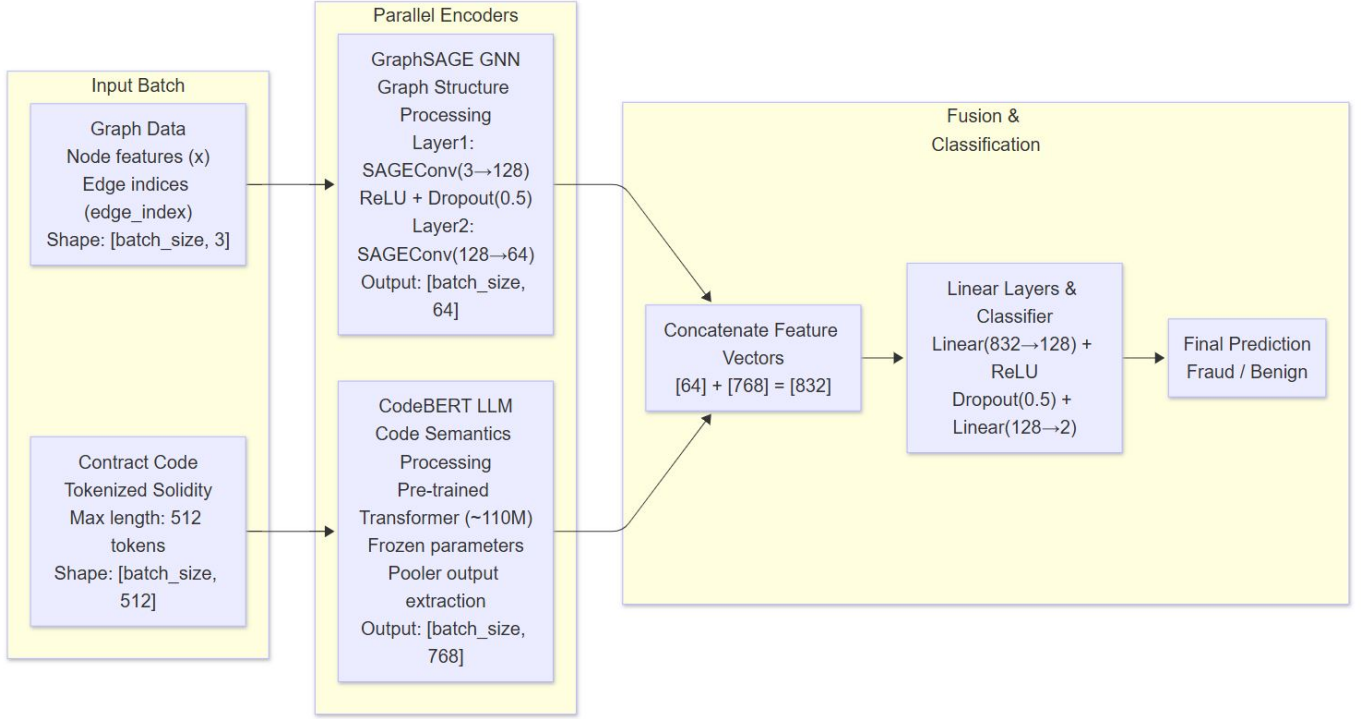 Input Batch
Graph Data
Node features (x)
Edge indices
(edge_index)
Shape: [batch_size, 3]
Contract Code
Tokenized Solidity
Max length: 512
tokens
Shape: [batch_size,
512]
Parallel Encoders
GraphSAGE GNN
Graph Structure
Processing
Layer1:
SAGEConv(3→128)
ReLU + Dropout(0.5)
Layer2:
SAGEConv(128→64)
Output: [batch_size,
64]
CodeBERT LLM
Code Semantics
Processing
Pre-trained
Transformer (~110M)
Frozen parameters
Pooler output
extraction
Output: [batch_size,
768]
Fusion &
Classification
Concatenate Feature
Vectors
[64] + [768] = [832]
Linear Layers &
Classifier
Linear(832→128) +
ReLU
Dropout(0.5) +
Linear(128→2)
Final Prediction
Fraud / Benign